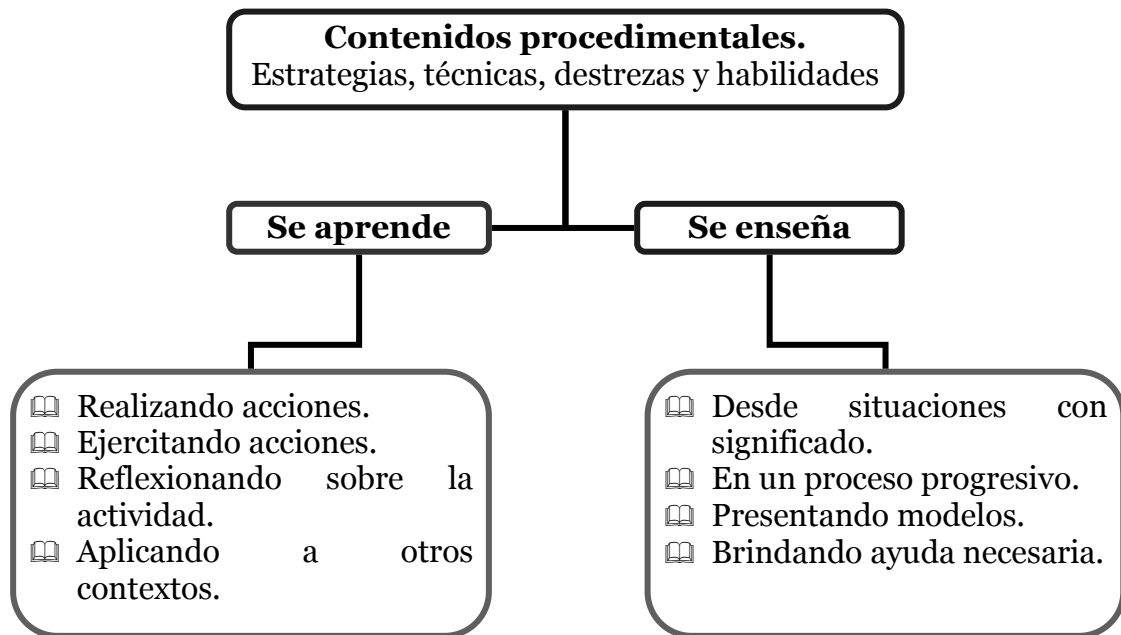 Contenidos procedimentales.
Estrategias, técnicas, destrezas y habilidades
Se aprende
Se enseña
Realizando acciones.
Ejercitando acciones.
Reflexionando sobre la
actividad.
Aplicando a otros
contextos.
Desde situaciones con
significado.
En un proceso progresivo.
Presentando modelos.
Brindando ayuda necesaria.